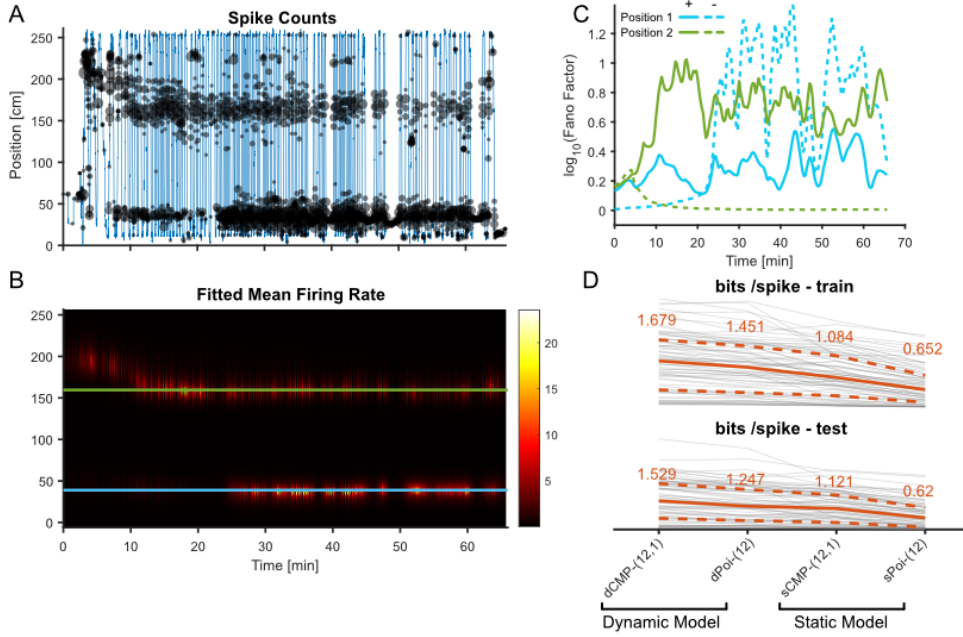 A
Spike Counts
Position [cm]
250
200
150
100
50
0
B
Fitted Mean Firing Rate
250
200
150
100
50
0
0 10 20 30 40 50 60
Time [min]
20
15
10
5
C
+ -
Position 1
Position 2
log10(Fano Factor)
1.2
1
0.8
0.6
0.4
0.2
0
0 10 20 30 40 50 60 70
Time [min]
D
bits /spike - train
1.679 1.451 1.084 0.652
bits /spike - test
1.529 1.247 1.121 0.62
dCMP-(12,1) dPoi-(12) sCMP-(12,1) sPoi-(12)
Dynamic Model Static Model